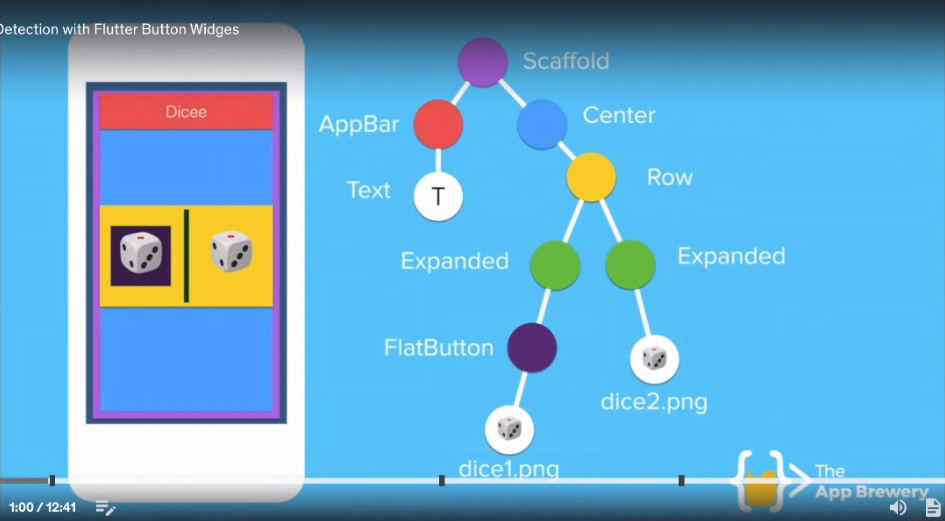 Detection with Flutter Button Widges
Scaffold
Dicee
AppBar
Center
Text
T
Row
Expanded
Expanded
FlatButton
dice2.png
dice1.png
The
App Brewery
1:00 / 12:41